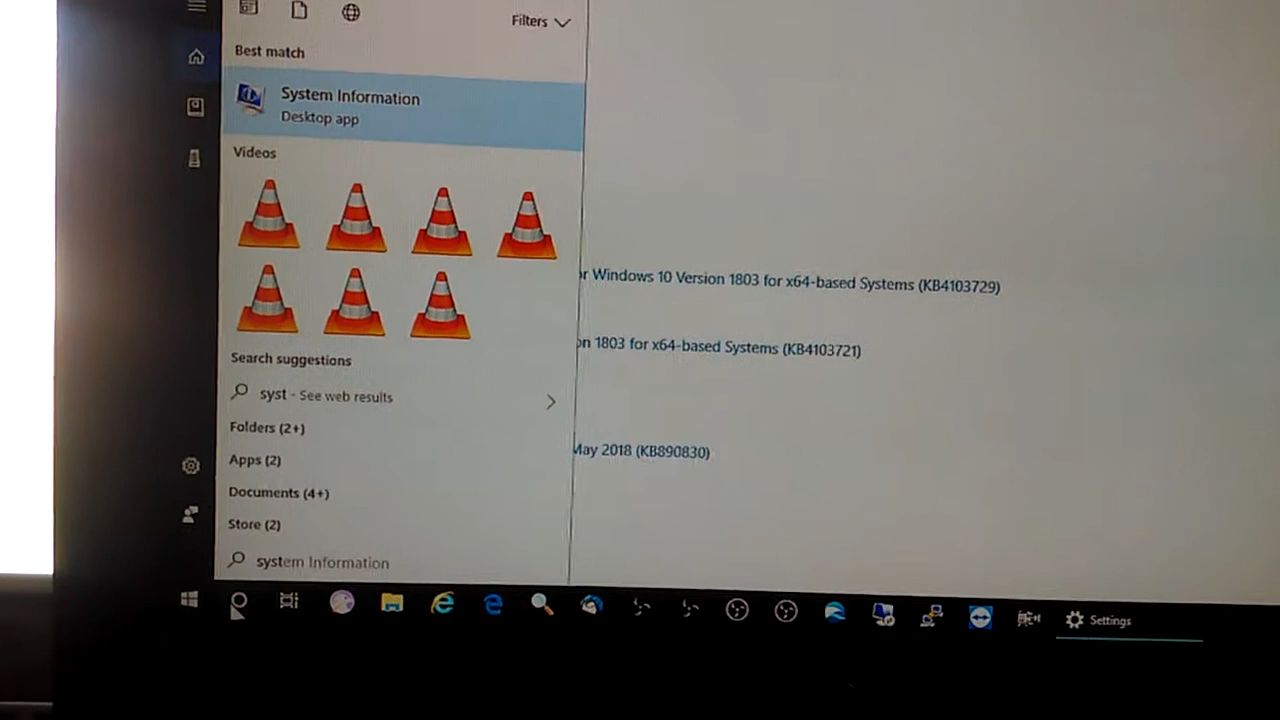 Filters
Best match
System Information
Desktop app
Videos
Windows 10 Version 1803 for x64-based Systems (KB4103729)
1803 for x64-based Systems (KB4103721)
Search suggestions
syst - See web results
May 2018 (KB890830)
Folders (2+)
Apps (2)
Documents (4+)
Store (2)
system Information
Settings